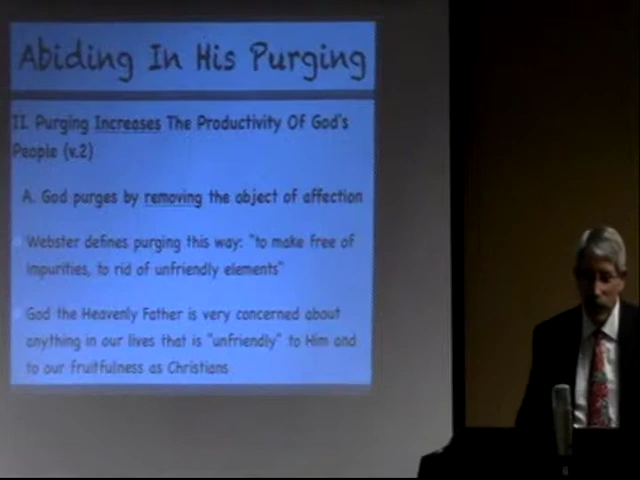 Abiding In His Purging
II. Purging Increases The Productivity Of God's
People (v.2)
A. God purges by removing the object of affection
Webster defines purging this way: "to make free of
impurities, to rid of unfriendly elements"
God the Heavenly Father is very concerned about
anything in our lives that is "unfriendly" to Him and
to our fruitfulness as Christians